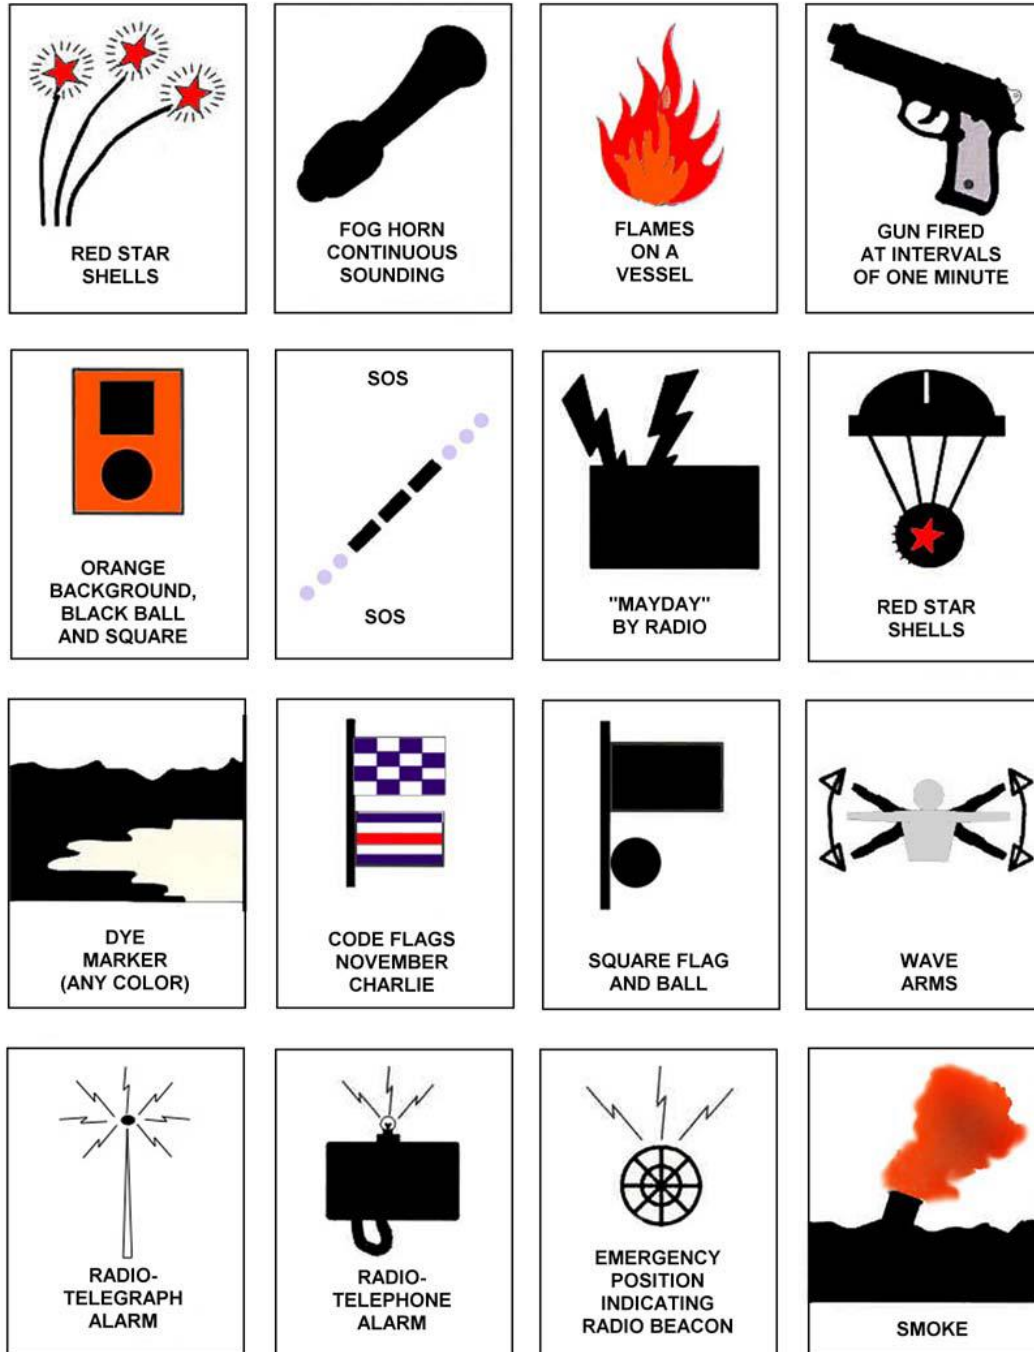 RED STAR
SHELLS
FOG HORN
CONTINUOUS
SOUNDING
FLAMES
ON A
VESSEL
GUN FIRED
AT INTERVALS
OF ONE MINUTE
ORANGE
BACKGROUND,
BLACK BALL
AND SQUARE
SOS
SOS
"MAYDAY"
BY RADIO
RED STAR
SHELLS
DYE
MARKER
(ANY COLOR)
CODE FLAGS
NOVEMBER
CHARLIE
SQUARE FLAG
AND BALL
WAVE
ARMS
RADIO-
TELEGRAPH
ALARM
RADIO-
TELEPHONE
ALARM
EMERGENCY
POSITION
INDICATING
RADIO BEACON
SMOKE